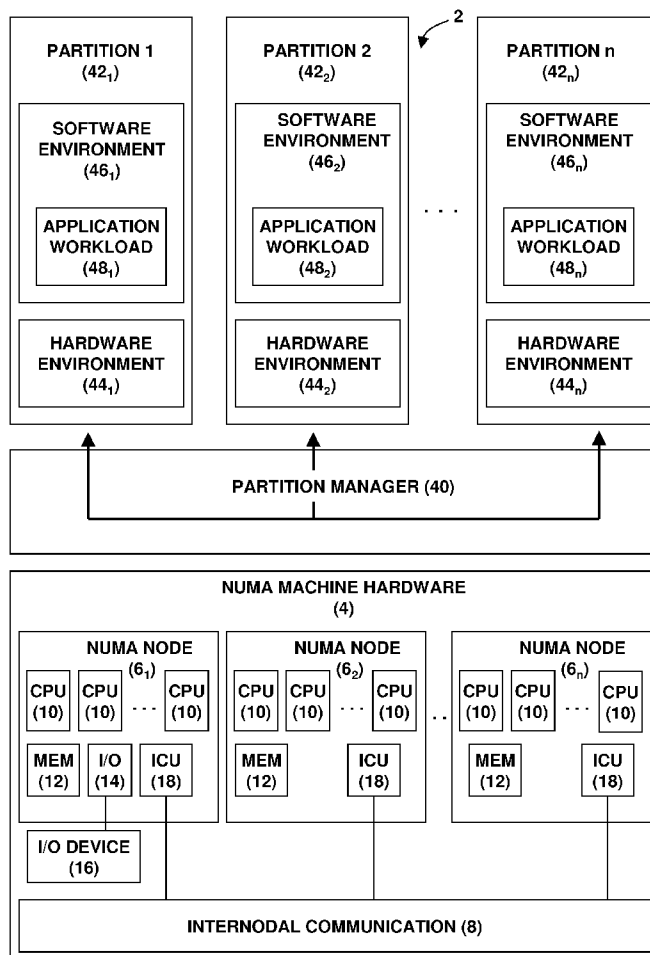 2
PARTITION 1
(42₁)
SOFTWARE
ENVIRONMENT
(46₁)
APPLICATION
WORKLOAD
(48₁)
HARDWARE
ENVIRONMENT
(44₁)
PARTITION 2
(42₂)
SOFTWARE
ENVIRONMENT
(46₂)
APPLICATION
WORKLOAD
(48₂)
HARDWARE
ENVIRONMENT
(44₂)
. . .
PARTITION n
(42ₙ)
SOFTWARE
ENVIRONMENT
(46ₙ)
APPLICATION
WORKLOAD
(48ₙ)
HARDWARE
ENVIRONMENT
(44ₙ)
PARTITION MANAGER (40)
NUMA MACHINE HARDWARE
(4)
NUMA NODE
(6₁)
CPU CPU ... CPU
(10) (10) (10)
MEM I/O ICU
(12) (14) (18)
I/O DEVICE
(16)
NUMA NODE
(6₂)
CPU CPU ... CPU
(10) (10) (10)
MEM ICU
(12) (18)
. .
NUMA NODE
(6ₙ)
CPU CPU ... CPU
(10) (10) (10)
MEM ICU
(12) (18)
INTERNODAL COMMUNICATION (8)